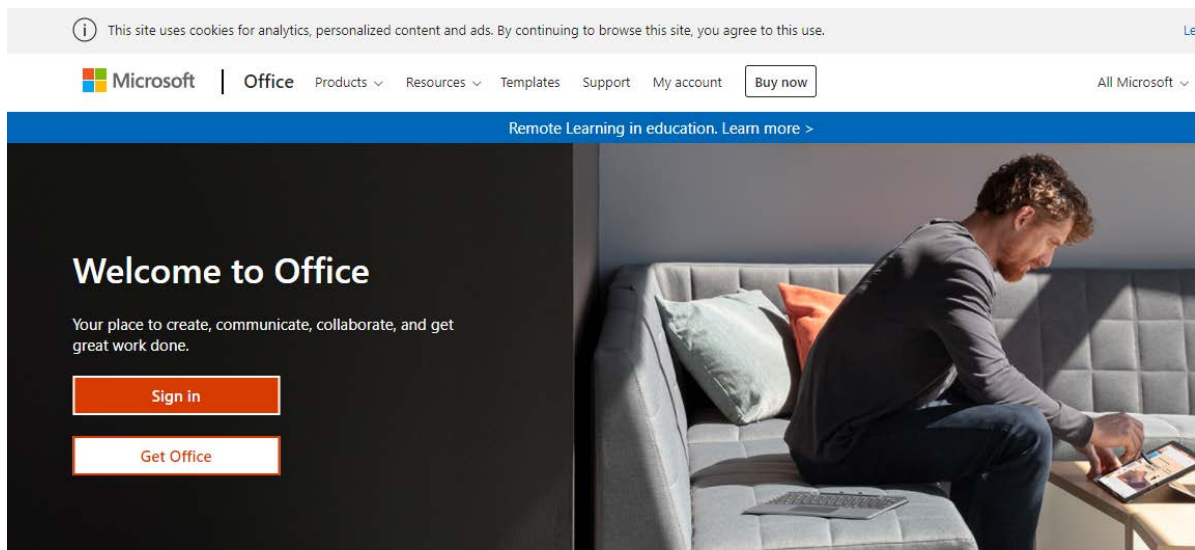 This site uses cookies for analytics, personalized content and ads. By continuing to browse this site, you agree to this use.
Microsoft Office Products Resources Templates Support My account Buy now All Microsoft
Remote Learning in education. Learn more >
Welcome to Office
Your place to create, communicate, collaborate, and get
great work done.
Sign in
Get Office